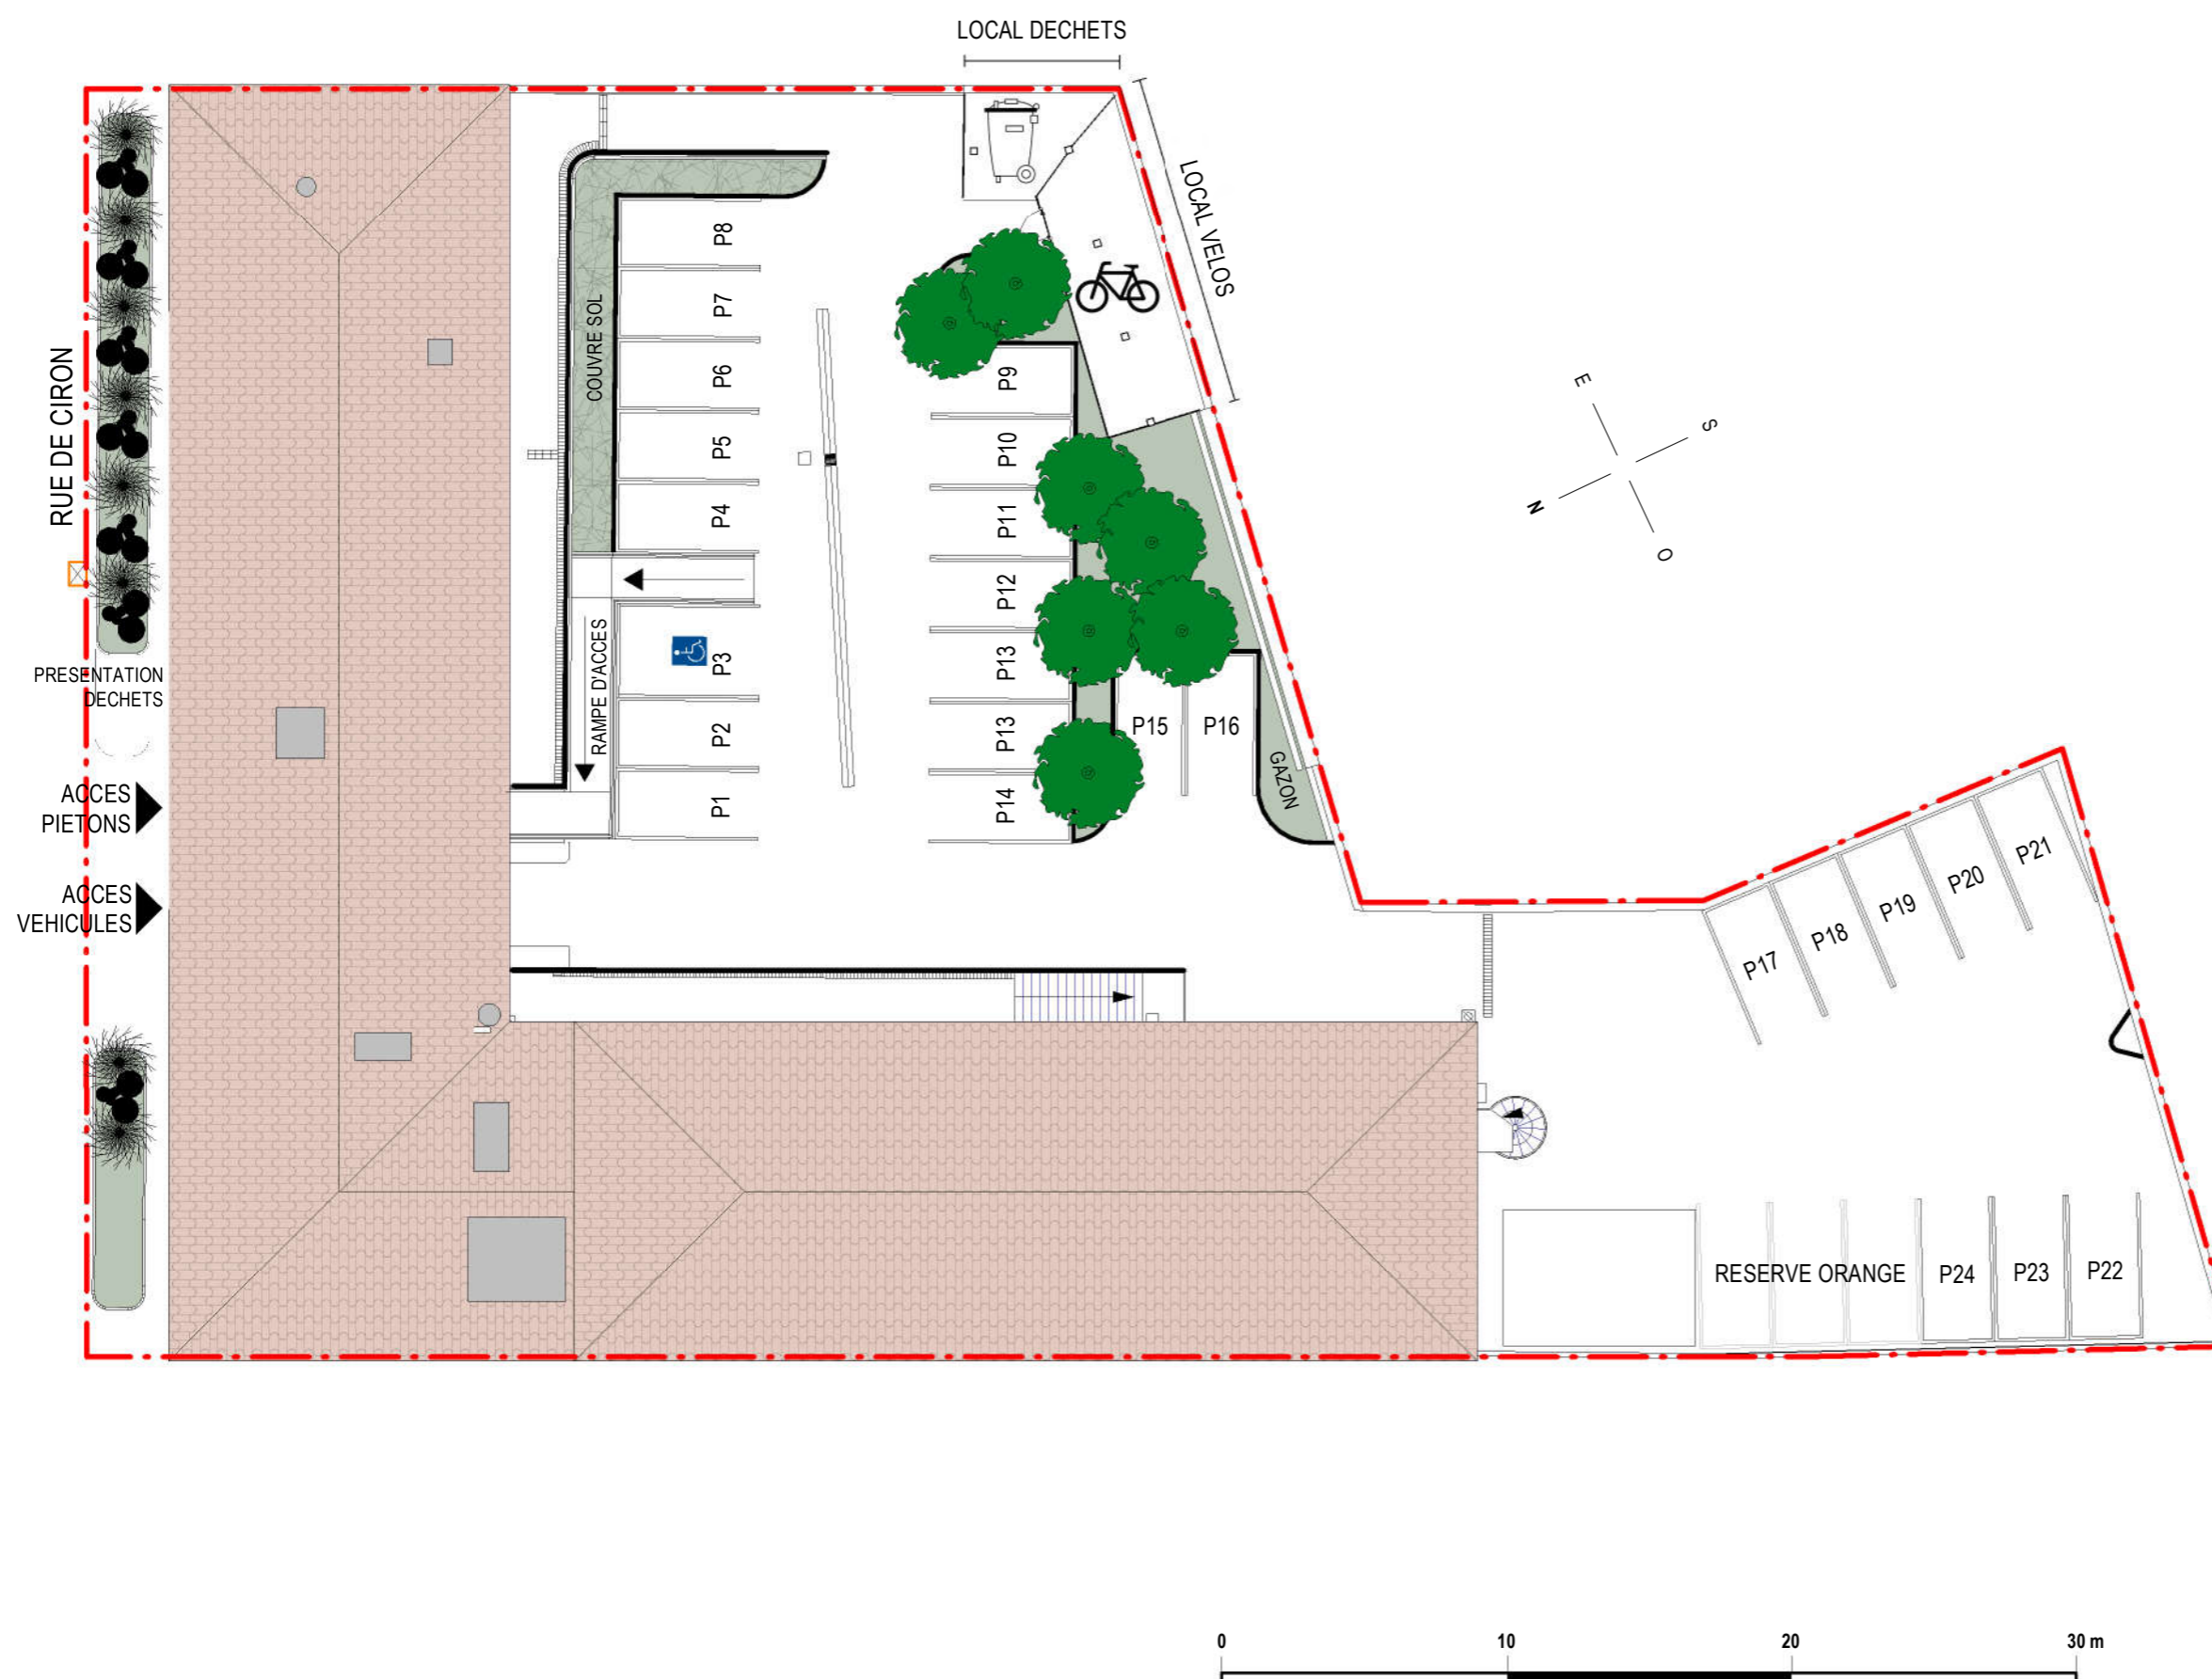 LOCAL DECHETS
LOCAL VELOS
RUE DE CIRON
COUVRE SOL
P8
P7
P6
P5
P4
P3
P2
P1
RAMPE D'ACCES
P9
P10
P11
P12
P13
P13
P14
P15
P16
GAZON
E
S
N
O
PRESENTATION
DECHETS
ACCES
PIETONS
ACCES
VEHICULES
P17
P18
P19
P20
P21
RESERVE ORANGE
P24
P23
P22
0
10
20
30 m